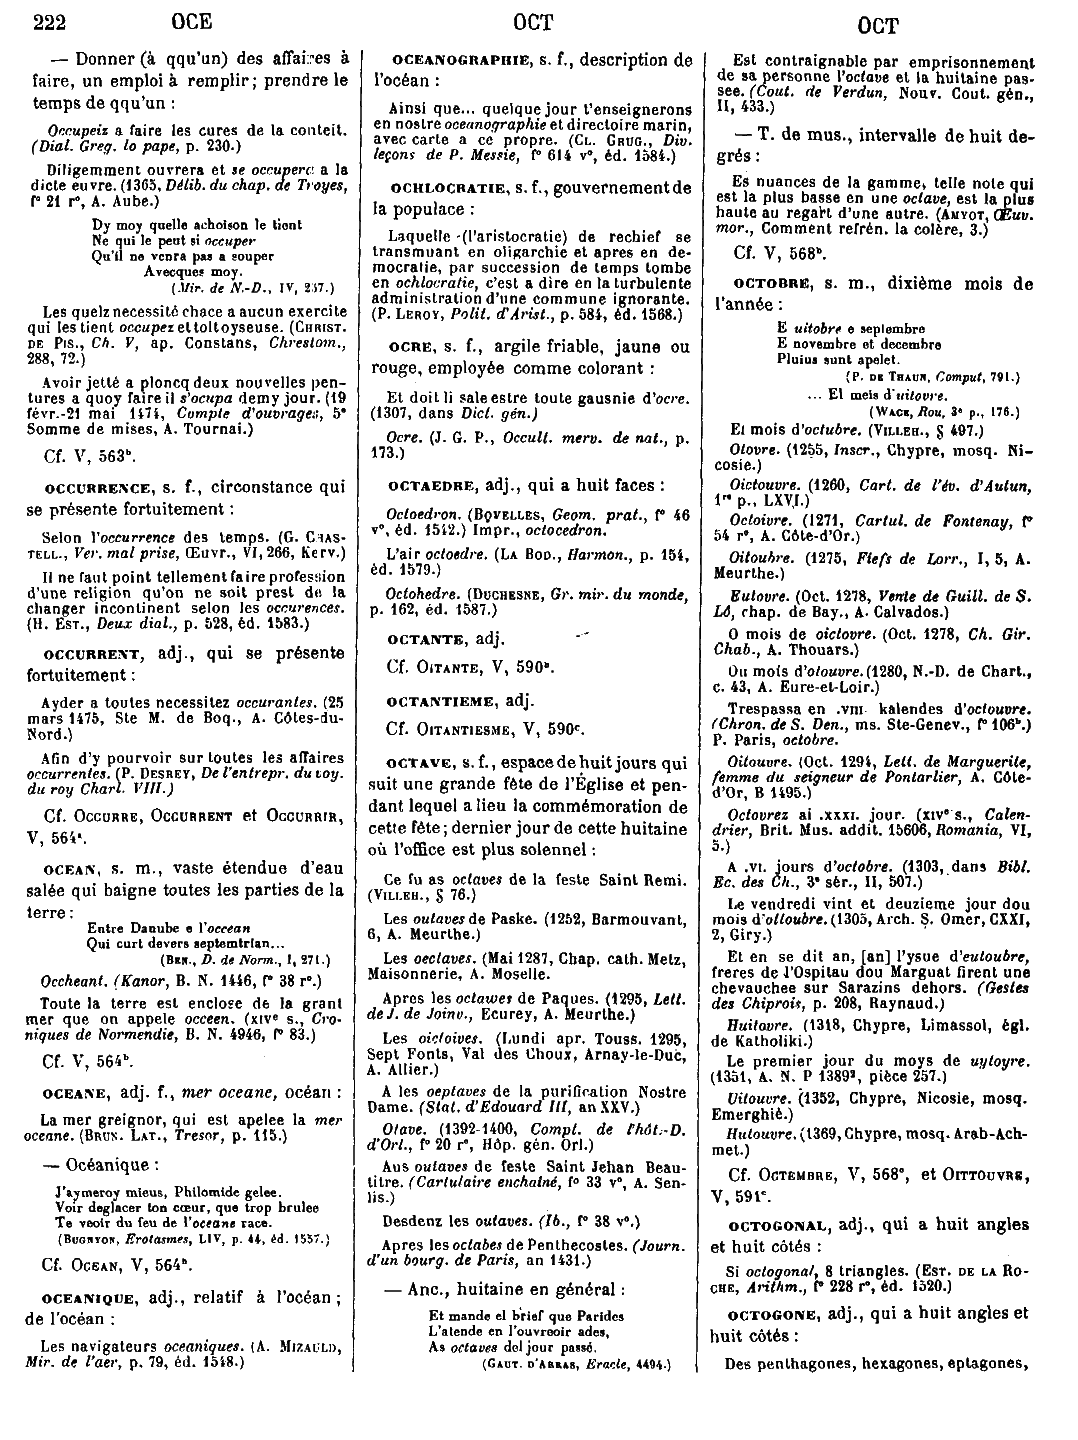 222 OCE OCT OCT
— Donner (à qqu'un) des affaires à
faire, un emploi à remplir; prendre le
temps de qqu'un :
Occupeiz a faire les cures de la conteit.
(Dial. Greg. lo pape, p. 230.)
Diligemment ouvrera et se occupera a la
dicte euvre. (1365, Délib. du chap. de Troyes,
f° 21 r°, A. Aube.)
Dy moy quelle achoison le tient
Ne qui le peut si occuper
Qu'il ne venra pas a souper
Avecques moy.
(Mir. de N.-D., IV, 237.)
Les quelz necessité chace a aucun exercite
qui les tient occupez et toltoyseuse. (CHRIST.
DE PIS., Ch. V, ap. Constans, Chrestom.,
288, 72.)
Avoir jetté a ploncq deux nouvelles pen-
tures a quoy faire il s'ocupa demy jour. (19
févr.-21 mai 1474, Compte d'ouvrages, 5e
Somme de mises, A. Tournai.)
Cf. V, 563b.
OCCURRENCE, s. f., circonstance qui
se présente fortuitement :
Selon l'occurrence des temps. (G. CHAS-
TELL., Ver. mal prise, Œuvr., VI, 266, Kerv.)
Il ne faut point tellement faire profession
d'une religion qu'on ne soit prest de la
changer incontinent selon les occurences.
(H. EST., Deux dial., p. 528, éd. 1583.)
OCCURRENT, adj., qui se présente
fortuitement :
Ayder a toutes necessitez occurantes. (25
mars 1475, Ste M. de Boq., A. Côtes-du-
Nord.)
Afin d'y pourvoir sur toutes les affaires
occurrentes. (P. DESREY, De l'entrepr. du voy.
du roy Charl. VIII.)
Cf. OCCURRE, OCCURRENT et OCCURRIR,
V, 564a.
OCEAN, s. m., vaste étendue d'eau
salée qui baigne toutes les parties de la
terre :
Entre Danube e l'occean
Qui curt devers septemtrian...
(BEN., D. de Norm., I, 271.)
Occheant. (Kanor, B. N. 1446, f° 38 r°.)
Toute la terre est enclose de la grant
mer que on appele occeen. (XIVe s., Cro-
niques de Normendie, B. N. 4946, f° 83.)
Cf. V, 564b.
OCEANE, adj. f., mer oceane, océan :
La mer greignor, qui est apelee la mer
oceane. (BRUN. LAT., Tresor, p. 115.)
— Océanique :
J'aymeroy mieus, Philomide gelee.
Voir deglacer ton cœur, que trop brulee
Te veoir du feu de l'oceane race.
(BUGNYON, Erotasmes, LIV, p. 44, éd. 1557.)
Cf. OCEAN, V, 564b.
OCEANIQUE, adj., relatif à l'océan ;
de l'océan :
Les navigateurs oceaniques. (A. MIZAULD,
Mir. de l'aer, p. 79, éd. 1548.)
OCEANOGRAPHIE, s. f., description de
l'océan :
Ainsi que... quelque jour t'enseignerons
en nostre oceanographie et directoire marin,
avec carte a ce propre. (CL. GRUG., Div.
leçons de P. Messie, f° 614 v°, éd. 1584.)
OCHLOCRATIE, s. f., gouvernement de
la populace :
Laquelle (l'aristocratie) de rechief se
transmuant en oligarchie et apres en de-
mocratie, par succession de temps tombe
en ochlocratie, c'est a dire en la turbulente
administration d'une commune ignorante.
(P. LEROY, Polit. d'Arist., p. 584, éd. 1568.)
OCRE, s. f., argile friable, jaune ou
rouge, employée comme colorant :
Et doit li sale estre toute gausnie d'ocre.
(1307, dans Dict. gén.)
Ocre. (J. G. P., Occult. merv. de nat., p.
173.)
OCTAEDRE, adj., qui a huit faces :
Octoedron. (BOVELLES, Geom. prat., f° 46
v°, éd. 1542.) Impr., octocedron.
L'air octoedre. (LA BOD., Harmon., p. 154,
éd. 1579.)
Octohedre. (DUCHESNE, Gr. mir. du monde,
p. 162, éd. 1587.)
OCTANTE, adj.
Cf. OITANTE, V, 590b.
OCTANTIEME, adj.
Cf. OITANTIESME, V, 590c.
OCTAVE, s. f., espace de huit jours qui
suit une grande fête de l'Église et pen-
dant lequel a lieu la commémoration de
cette fête; dernier jour de cette huitaine
où l'office est plus solennel :
Ce fu as octaves de la feste Saint Remi.
(VILLEH., § 76.)
Les outaves de Paske. (1252, Barmouvant,
6, A. Meurthe.)
Les oectaves. (Mai 1287, Chap. cath. Metz,
Maisonnerie, A. Moselle.
Apres les octawes de Paques. (1295, Lett.
de J. de Joinv., Ecurey, A. Meurthe.)
Les oictoives. (Lundi apr. Touss. 1295,
Sept Fonts, Val des Choux, Arnay-le-Duc,
A. Allier.)
A les oeptaves de la purification Nostre
Dame. (Stat. d'Edouard III, an XXV.)
Otave. (1392-1400, Compt. de l'hôt.-D.
d'Orl., f° 20 r°, Hôp. gén. Orl.)
Aus outaves de feste Saint Jehan Beau-
titre. (Cartulaire enchaîné, f° 33 v°, A. Sen-
lis.)
Desdenz les outaves. (Ib., f° 38 v°.)
Apres les octabes de Penthecostes. (Journ.
d'un bourg. de Paris, an 1431.)
— Anc., huitaine en général :
Et mande el brief que Parides
L'atende en l'ouvreoir ades,
As octaves del jour passé.
(GAUT. D'ARRAS, Eracle, 4494.)
Est contraignable par emprisonnement
de sa personne l'octave et la huitaine pas-
see. (Cout. de Verdun, Nouv. Cout. gén.,
II, 433.)
— T. de mus., intervalle de huit de-
grés :
Es nuances de la gamme, telle note qui
est la plus basse en une octave, est la plus
haute au regart d'une autre. (AMYOT, Œuv.
mor., Comment refrén. la colère, 3.)
Cf. V, 568b.
OCTOBRE, s. m., dixième mois de
l'année :
E uitobre e septembre
E novembre et decembre
Pluius sunt apelet.
(P. DE THAUN, Comput, 791.)
... El meis d'uitovre.
(WACE, Rou, 3e p., 176.)
El mois d'octubre. (VILLEH., § 497.)
Otovre. (1255, Inscr., Chypre, mosq. Ni-
cosie.)
Oictouvre. (1260, Cart. de l'év. d'Autun,
1re p., LXVI.)
Octoivre. (1271, Cartul. de Fontenay, f°
54 r°, A. Côte-d'Or.)
Oitoubre. (1275, Fiefs de Lorr., I, 5, A.
Meurthe.)
Eutovre. (Oct. 1278, Vente de Guill. de S.
Lô, chap. de Bay., A. Calvados.)
O mois de oictovre. (Oct. 1278, Ch. Gir.
Chab., A. Thouars.)
Ou mois d'otouvre. (1280, N.-D. de Chart.,
c. 43, A. Eure-et-Loir.)
Trespassa en .VIII. kalendes d'octouvre.
(Chron. de S. Den., ms. Ste-Genev., f° 106b.)
P. Paris, octobre.
Oitouvre. (Oct. 1294, Lett. de Marguerite,
femme du seigneur de Pontarlier, A. Côte-
d'Or, B 1495.)
Octovrez ai .XXXI. jour. (XIVe s., Calen-
drier, Brit. Mus. addit. 15606, Romania, VI,
5.)
A .VI. jours d'octobre. (1303, dans Bibl.
Ec. des Ch., 3e sér., II, 507.)
Le vendredi vint et deuzieme jour dou
mois d'ottoubre. (1305, Arch. S. Omer, CXXI,
2, Giry.)
Et en se dit an, [an] l'ysue d'eutoubre,
freres de l'Ospitau dou Marguat firent une
chevauchee sur Sarazins dehors. (Gestes
des Chiprois, p. 208, Raynaud.)
Huitovre. (1318, Chypre, Limassol, égl.
de Katholiki.)
Le premier jour du moys de uytoyre.
(1351, A. N. P 1389², pièce 257.)
Uitouvre. (1352, Chypre, Nicosie, mosq.
Emerghié.)
Hutouvre. (1369, Chypre, mosq. Arab-Ach-
met.)
Cf. OCTEMBRE, V, 568c, et OITTOUVRE,
V, 591c.
OCTOGONAL, adj., qui a huit angles
et huit côtés :
Si octogonal, 8 triangles. (EST. DE LA RO-
CHE, Arithm., f° 228 r°, éd. 1520.)
OCTOGONE, adj., qui a huit angles et
huit côtés :
Des penthagones, hexagones, eptagones,